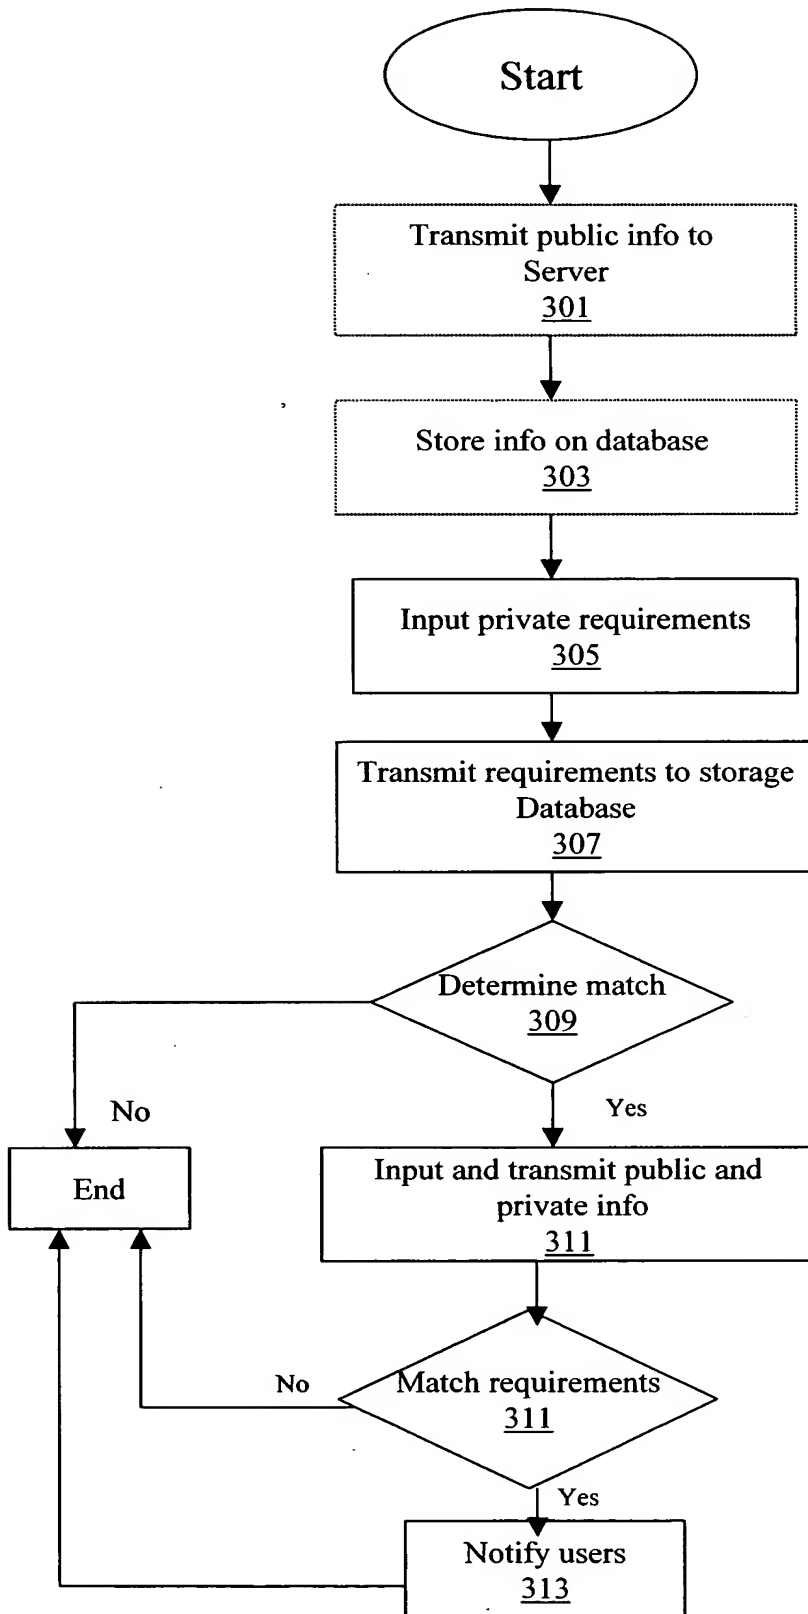 Start
Transmit public info to
Server
301
Store info on database
303
Input private requirements
305
Transmit requirements to storage
Database
307
Determine match
309
No
Yes
End
Input and transmit public and
private info
311
No
Match requirements
311
Yes
Notify users
313